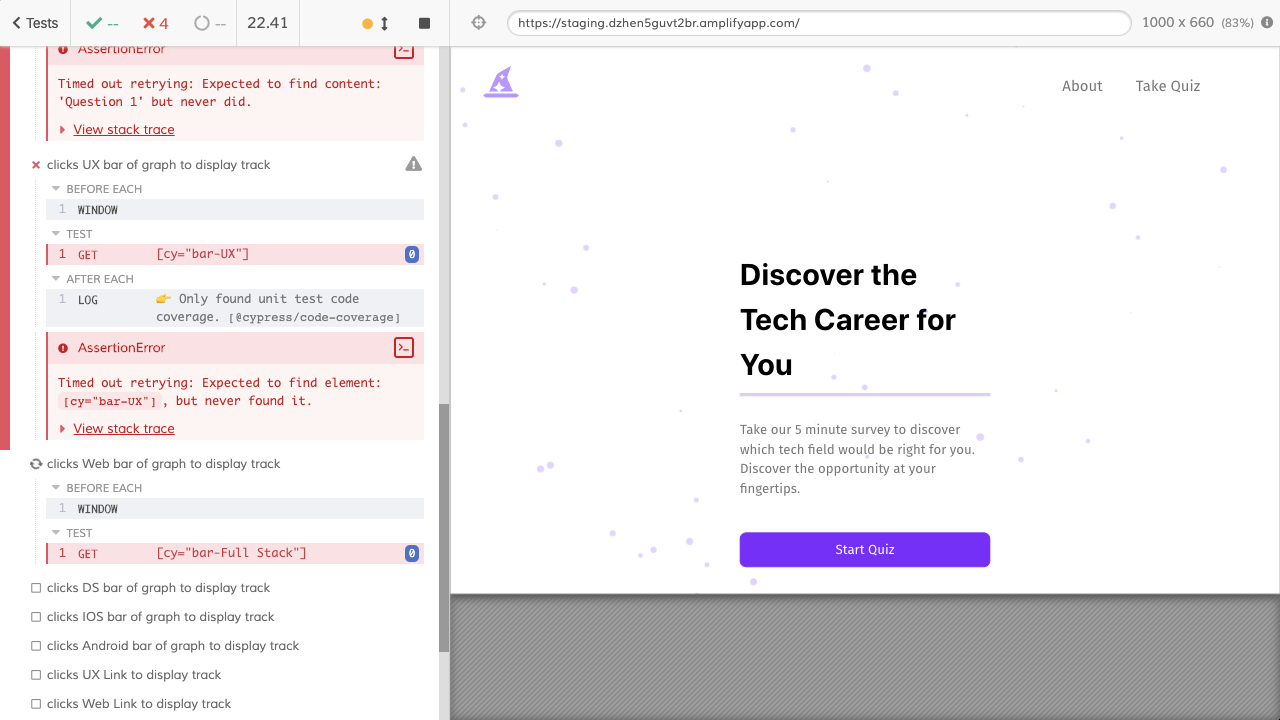 Tests
--
4
--
22.41
https://staging.dzhen5guvt2br.amplifyapp.com/
1000 x 660 (83%)
AssertionError
Timed out retrying: Expected to find content:
'Question 1' but never did.
View stack trace
clicks UX bar of graph to display track
BEFORE EACH
1 WINDOW
TEST
1 GET [cy="bar-UX"] 0
AFTER EACH
1 LOG 👉 Only found unit test code
coverage. [@cypress/code-coverage]
AssertionError
Timed out retrying: Expected to find element:
[cy="bar-UX"], but never found it.
View stack trace
clicks Web bar of graph to display track
BEFORE EACH
1 WINDOW
TEST
1 GET [cy="bar-Full Stack"] 0
clicks DS bar of graph to display track
clicks IOS bar of graph to display track
clicks Android bar of graph to display track
clicks UX Link to display track
clicks Web Link to display track
About
Take Quiz
Discover the
Tech Career for
You
Take our 5 minute survey to discover
which tech field would be right for you.
Discover the opportunity at your
fingertips.
Start Quiz